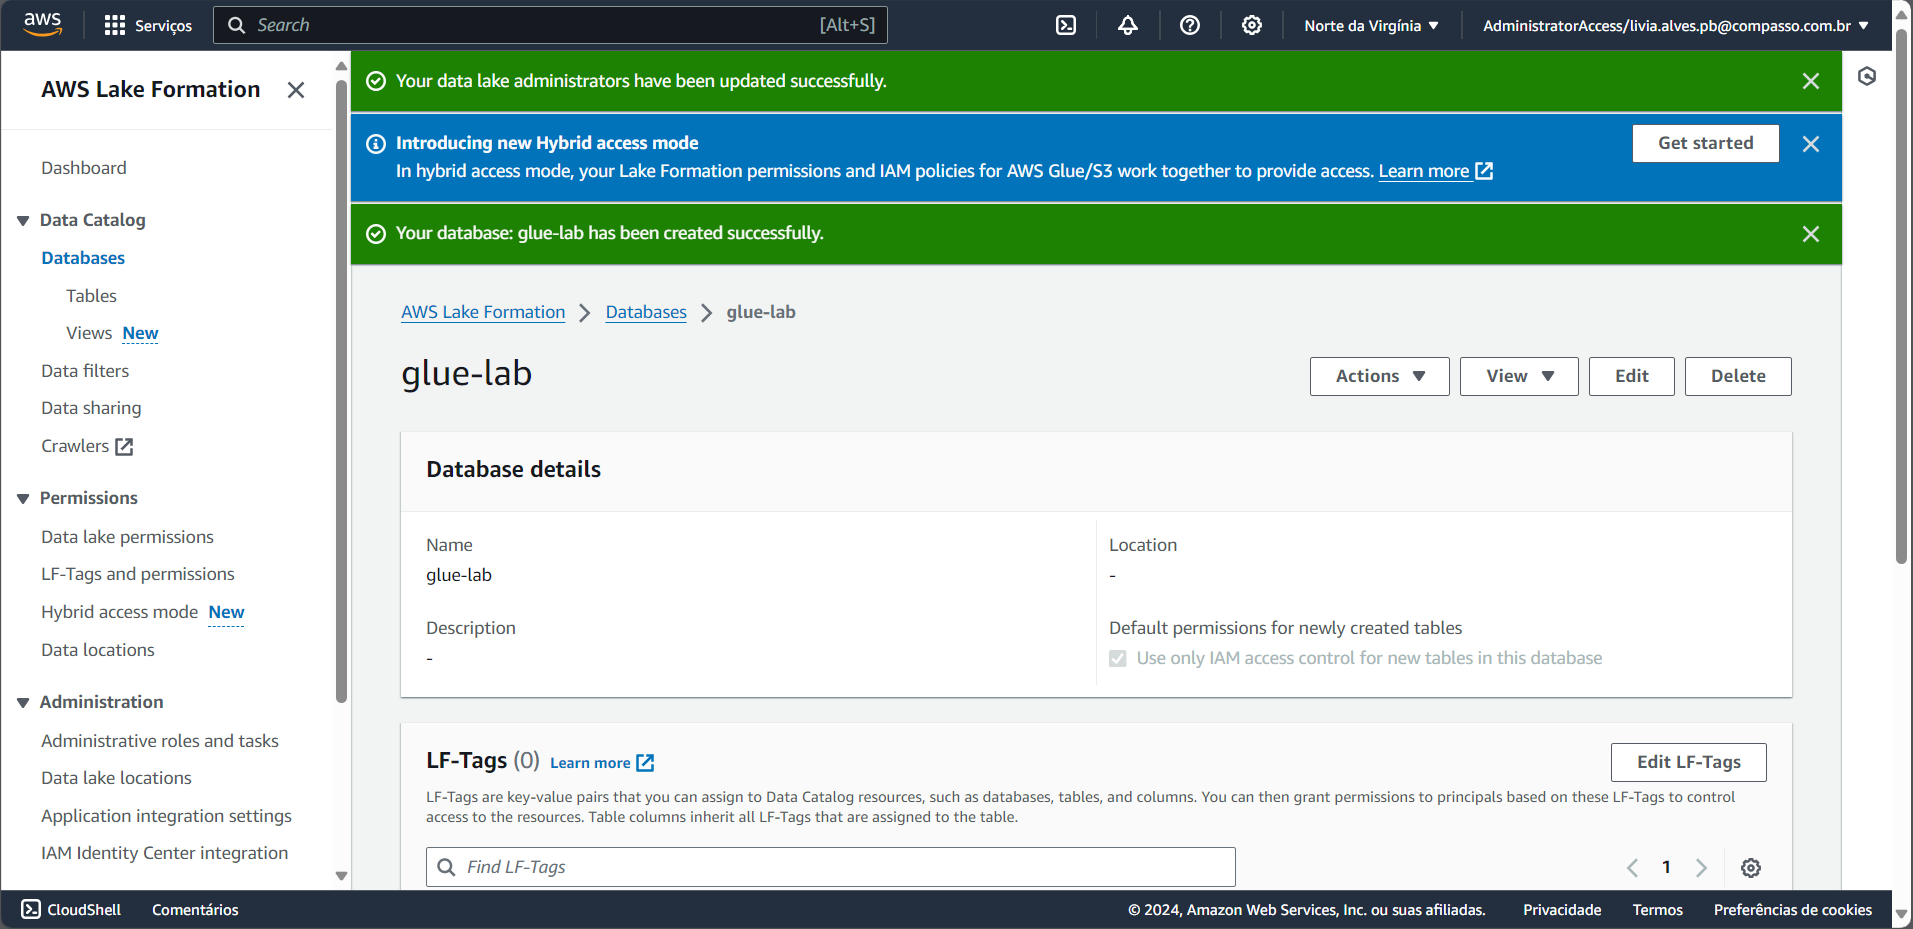 aws
Serviços
Search
[Alt+S]
Norte da Virgínia
AdministratorAccess/livia.alves.pb@compasso.com.br
AWS Lake Formation
Dashboard
Data Catalog
Databases
Tables
Views New
Data filters
Data sharing
Crawlers
Permissions
Data lake permissions
LF-Tags and permissions
Hybrid access mode New
Data locations
Administration
Administrative roles and tasks
Data lake locations
Application integration settings
IAM Identity Center integration
Your data lake administrators have been updated successfully.
Introducing new Hybrid access mode
In hybrid access mode, your Lake Formation permissions and IAM policies for AWS Glue/S3 work together to provide access. Learn more
Get started
Your database: glue-lab has been created successfully.
AWS Lake Formation
Databases
glue-lab
glue-lab
Actions
View
Edit
Delete
Database details
Name
glue-lab
Description
-
Location
-
Default permissions for newly created tables
Use only IAM access control for new tables in this database
LF-Tags (0) Learn more
Edit LF-Tags
LF-Tags are key-value pairs that you can assign to Data Catalog resources, such as databases, tables, and columns. You can then grant permissions to principals based on these LF-Tags to control
access to the resources. Table columns inherit all LF-Tags that are assigned to the table.
Find LF-Tags
1
CloudShell
Comentários
© 2024, Amazon Web Services, Inc. ou suas afiliadas.
Privacidade
Termos
Preferências de cookies